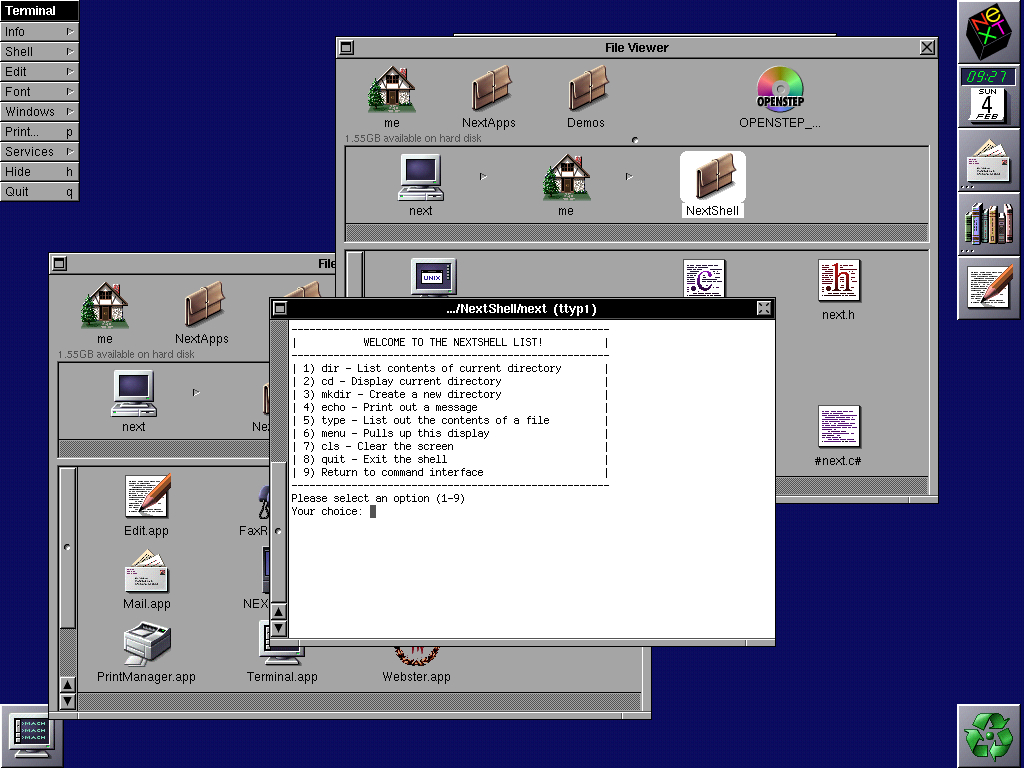 Terminal
Info
Shell
Edit
Font
Windows
Print... p
Services
Hide h
Quit q
File Viewer
me NextApps Demos OPENSTEP_...
OPENSTEP
1.55GB available on hard disk
next me NextShell
UNIX
.c
.h
next.h
#next.c#
NeXT
09:27
SUN
4
FEB
File
me NextApps
1.55GB available on hard disk
next
Edit.app
Mail.app
PrintManager.app Terminal.app Webster.app
.../NextShell/next (ttyp1)
-----------------------------------------------------
| WELCOME TO THE NEXTSHELL LIST! |
-----------------------------------------------------
| 1) dir - List contents of current directory |
| 2) cd - Display current directory |
| 3) mkdir - Create a new directory |
| 4) echo - Print out a message |
| 5) type - List out the contents of a file |
| 6) menu - Pulls up this display |
| 7) cls - Clear the screen |
| 8) quit - Exit the shell |
| 9) Return to command interface |
-----------------------------------------------------
Please select an option (1-9)
Your choice:
>MACH
>MACH
>MACH